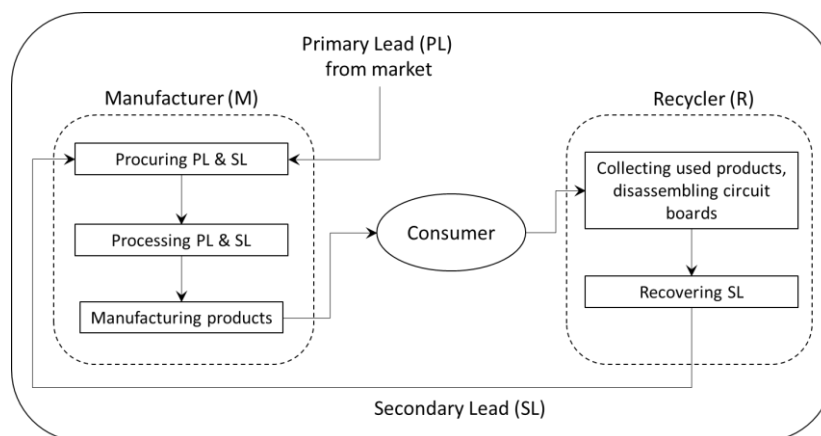 Primary Lead (PL)
from market
Manufacturer (M)
Recycler (R)
Procuring PL & SL
Processing PL & SL
Manufacturing products
Consumer
Collecting used products,
disassembling circuit
boards
Recovering SL
Secondary Lead (SL)